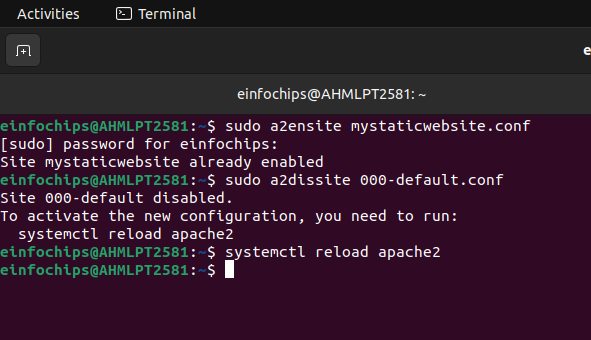 Activities
Terminal
e
einfochips@AHMLPT2581: ~
einfochips@AHMLPT2581:~$ sudo a2ensite mystaticwebsite.conf
[sudo] password for einfochips:
Site mystaticwebsite already enabled
einfochips@AHMLPT2581:~$ sudo a2dissite 000-default.conf
Site 000-default disabled.
To activate the new configuration, you need to run:
  systemctl reload apache2
einfochips@AHMLPT2581:~$ systemctl reload apache2
einfochips@AHMLPT2581:~$